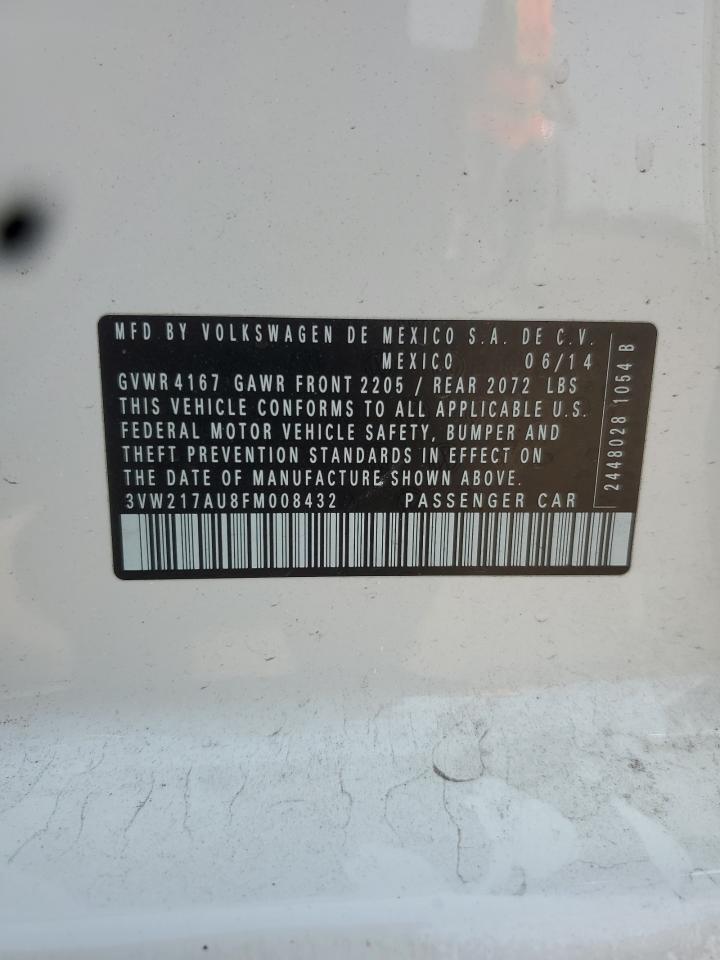 MFD BY VOLKSWAGEN DE MEXICO S.A. DE C.V.
MEXICO 06/14
GVWR 4167 GAWR FRONT 2205 / REAR 2072 LBS
THIS VEHICLE CONFORMS TO ALL APPLICABLE U.S.
FEDERAL MOTOR VEHICLE SAFETY, BUMPER AND
THEFT PREVENTION STANDARDS IN EFFECT ON
THE DATE OF MANUFACTURE SHOWN ABOVE.
3VW217AU8FM008432 PASSENGER CAR
2448028 1054 B